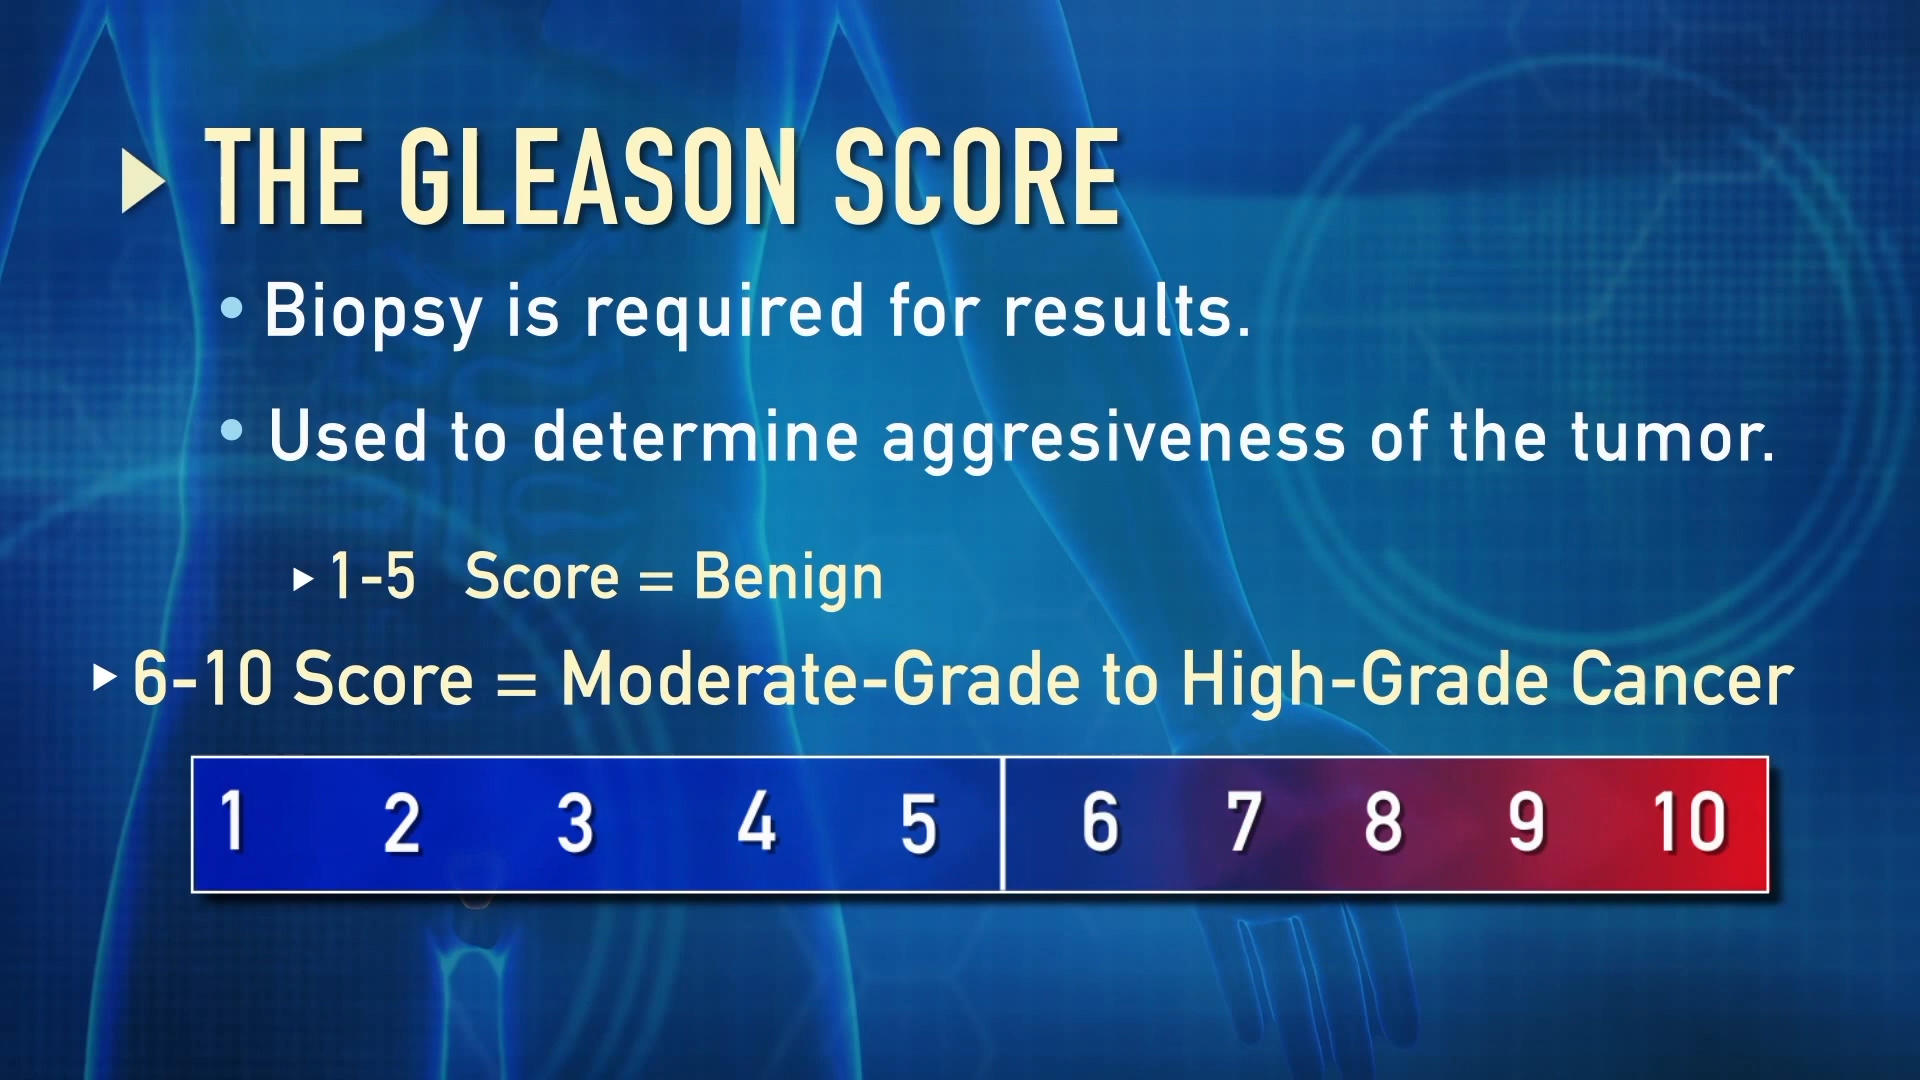 THE GLEASON SCORE
• Biopsy is required for results.
• Used to determine aggresiveness of the tumor.
1-5 Score = Benign
6-10 Score = Moderate-Grade to High-Grade Cancer
1 2 3 4 5 6 7 8 9 10